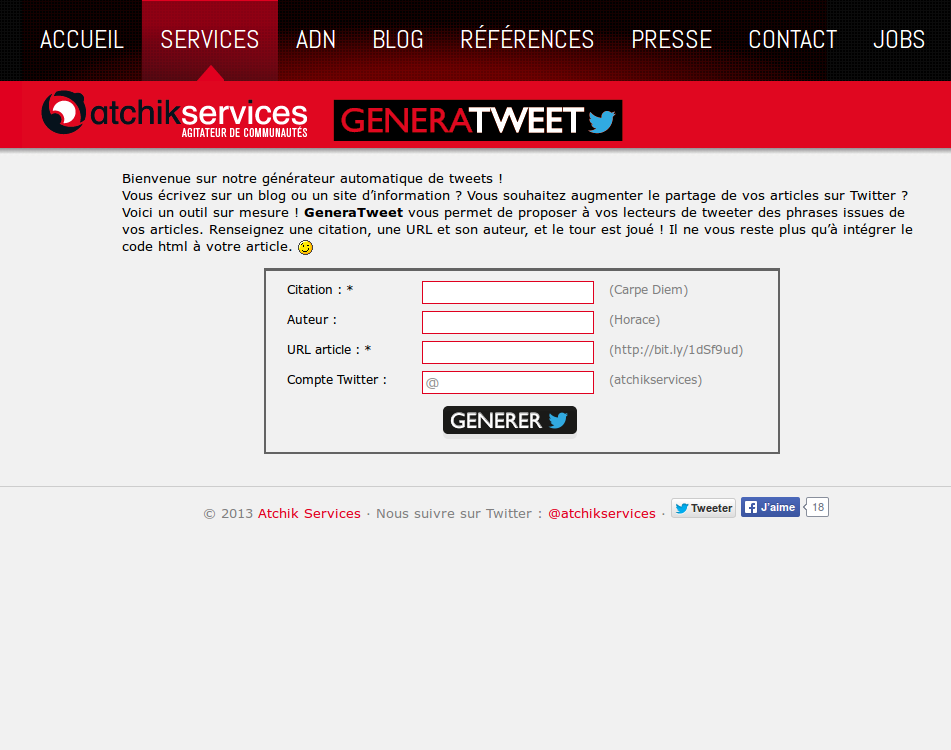 ACCUEIL SERVICES ADN BLOG RÉFÉRENCES PRESSE CONTACT JOBS
atchikservices
AGITATEUR DE COMMUNAUTÉS
GENERATWEET
Bienvenue sur notre générateur automatique de tweets !
Vous écrivez sur un blog ou un site d’information ? Vous souhaitez augmenter le partage de vos articles sur Twitter ?
Voici un outil sur mesure ! GeneraTweet vous permet de proposer à vos lecteurs de tweeter des phrases issues de
vos articles. Renseignez une citation, une URL et son auteur, et le tour est joué ! Il ne vous reste plus qu’à intégrer le
code html à votre article.
Citation : * (Carpe Diem)
Auteur : (Horace)
URL article : * (http://bit.ly/1dSf9ud)
Compte Twitter : @ (atchikservices)
GENERER
© 2013 Atchik Services · Nous suivre sur Twitter : @atchikservices · Tweeter J'aime 18